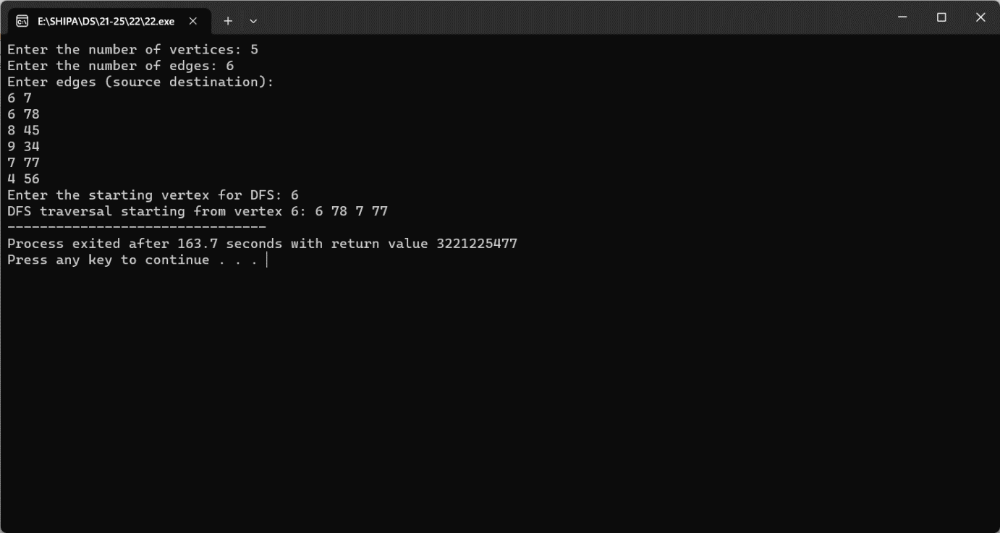 E:\SHIPA\DS\21-25\22\22.exe
Enter the number of vertices: 5
Enter the number of edges: 6
Enter edges (source destination):
6 7
6 78
8 45
9 34
7 77
4 56
Enter the starting vertex for DFS: 6
DFS traversal starting from vertex 6: 6 78 7 77
--------------------------------
Process exited after 163.7 seconds with return value 3221225477
Press any key to continue . . .